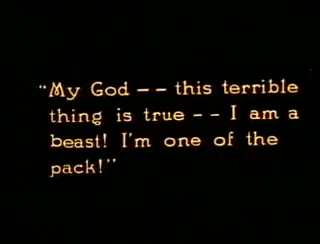 "My God -- this terrible
thing is true -- I am a
beast! I'm one of the
pack!"